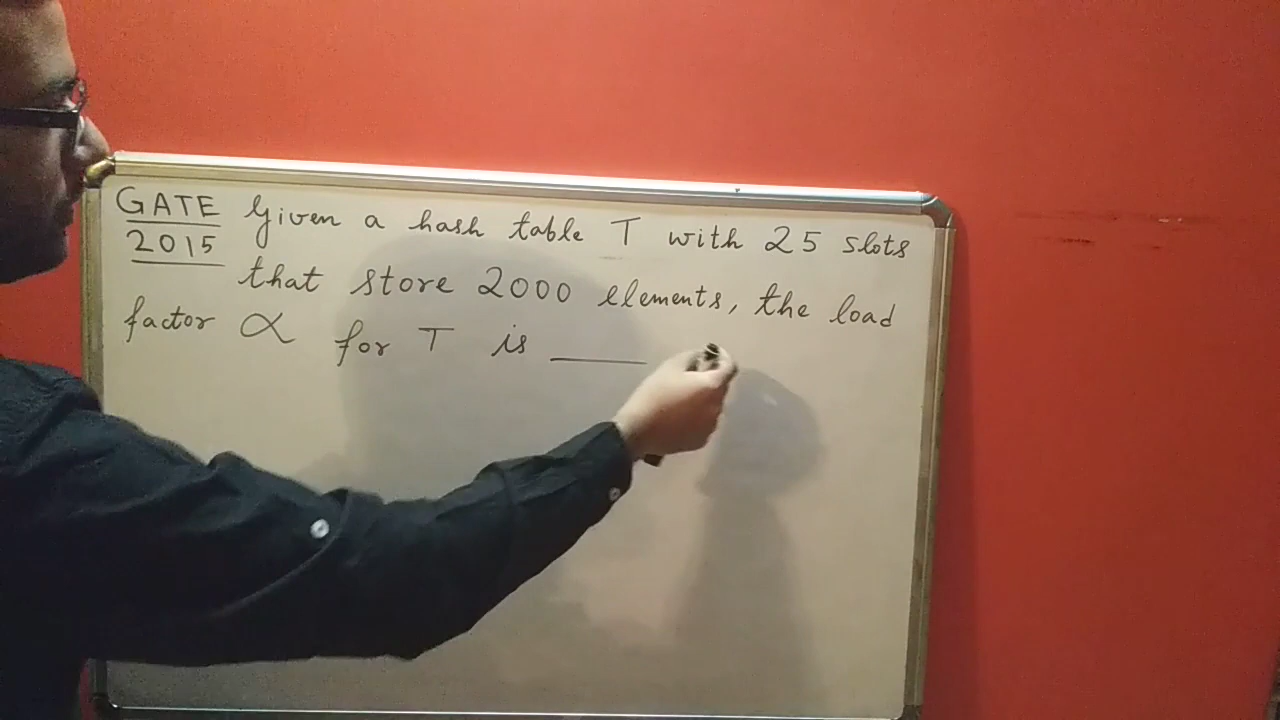 GATE Given a hash table T with 25 slots
2015 that store 2000 elements, the load
factor α for T is ____